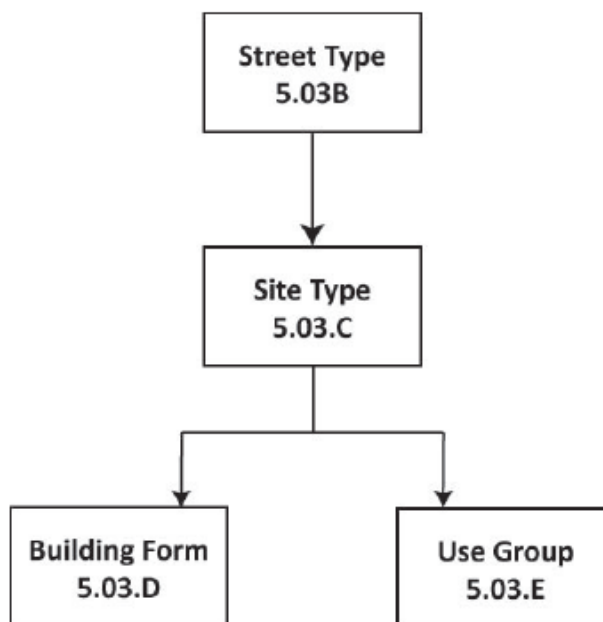 Street Type
5.03B
Site Type
5.03.C
Building Form
5.03.D
Use Group
5.03.E